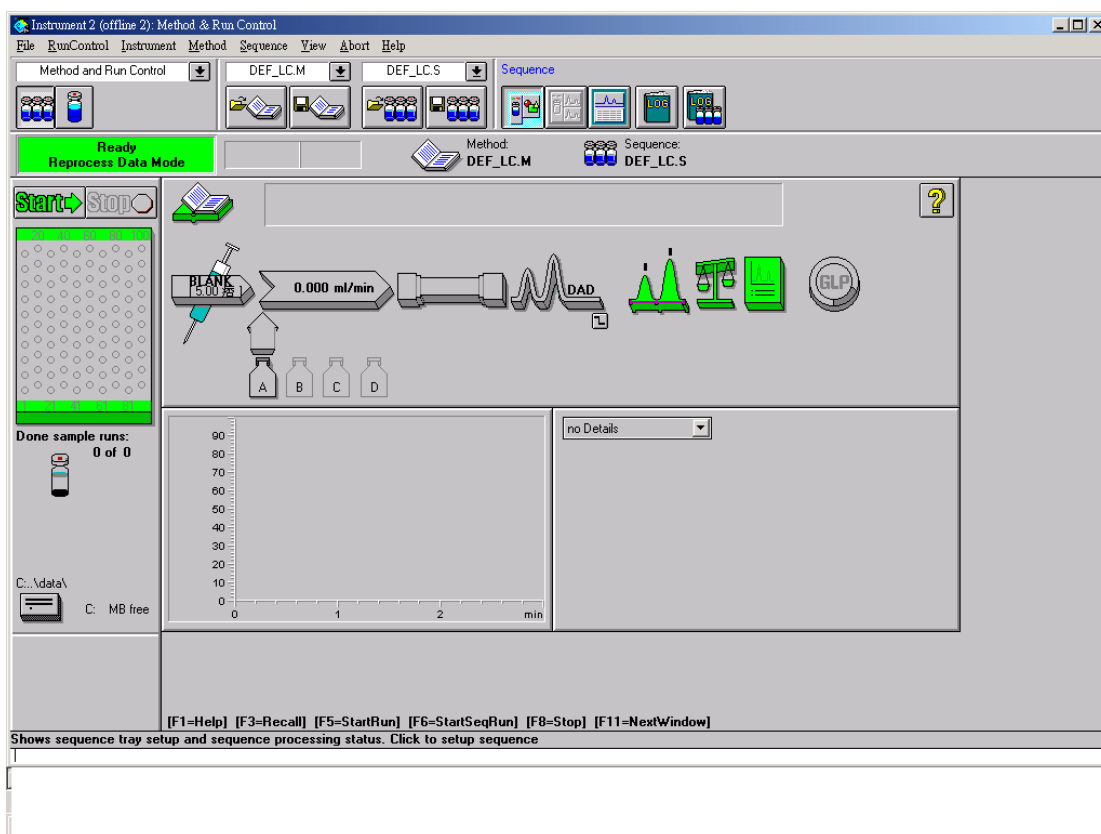 Instrument 2 (offline 2): Method & Run Control
File RunControl Instrument Method Sequence View Abort Help
Method and Run Control DEF_LC.M DEF_LC.S Sequence
LOG LOG
Ready
Reprocess Data Mode
Method:
DEF_LC.M
Sequence:
DEF_LC.S
Start Stop
20 40 60 80 100
BLANK
5.00
0.000 ml/min
DAD
GLP
A B C D
1 21 41 61 81
Done sample runs:
0 of 0
no Details
90
80
70
60
50
40
30
20
10
0
0 1 2 min
C:..\data\
C: MB free
[F1=Help] [F3=Recall] [F5=StartRun] [F6=StartSeqRun] [F8=Stop] [F11=NextWindow]
Shows sequence tray setup and sequence processing status. Click to setup sequence